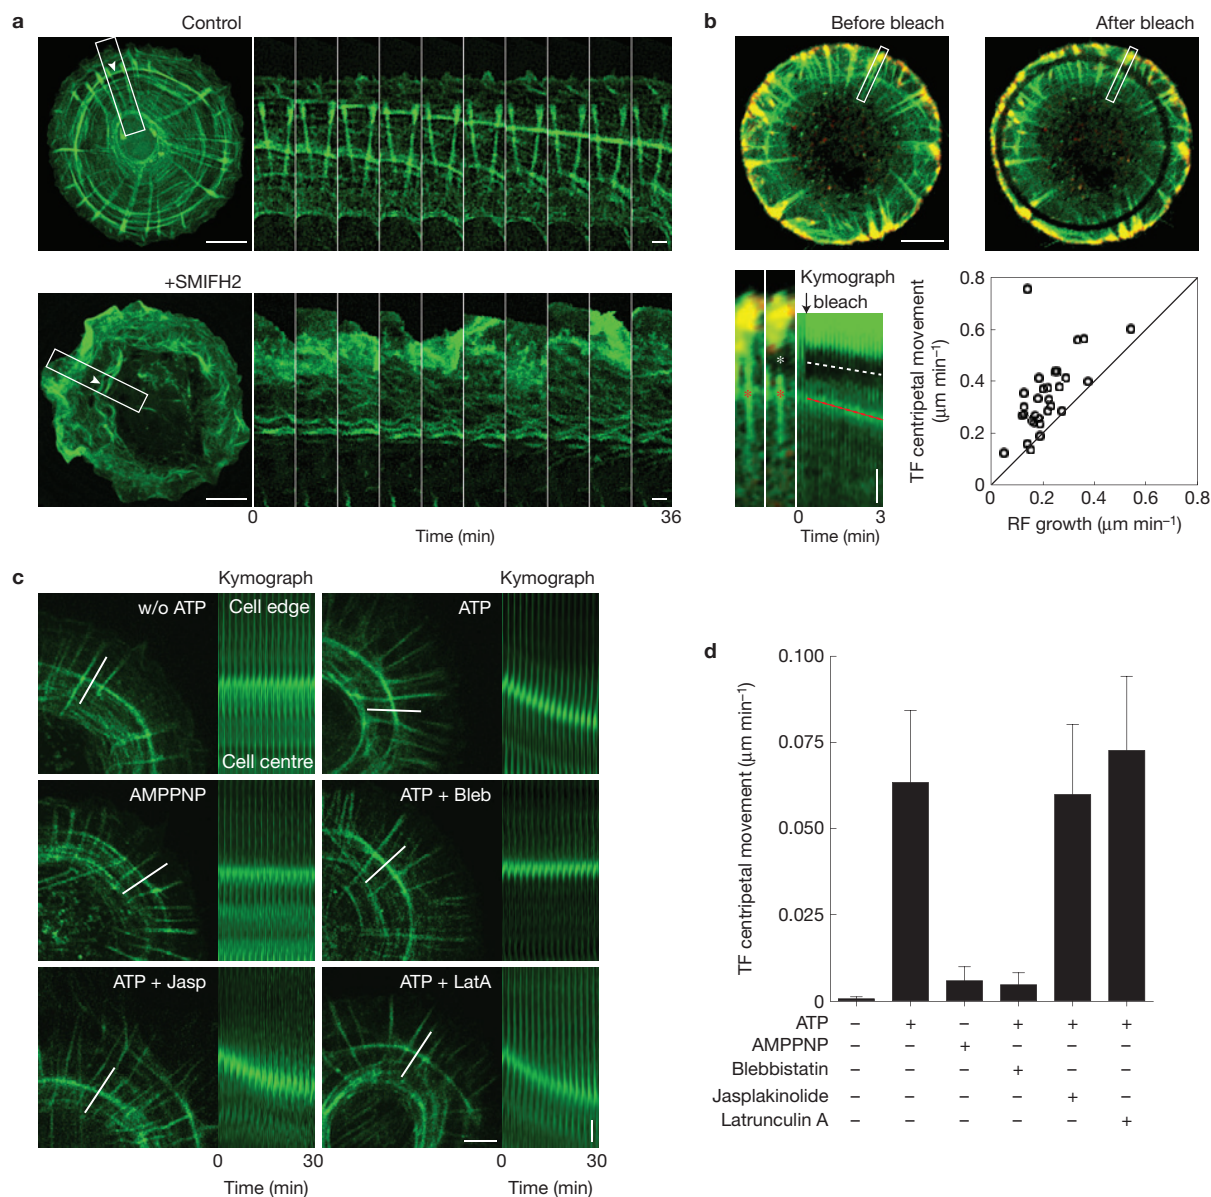 a
Control
+SMIFH2
0
36
Time (min)
b
Before bleach
After bleach
Kymograph
bleach
*
*
*
0
3
Time (min)
TF centripetal movement
(μm min⁻¹)
0.8
0.6
0.4
0.2
0
0
0.2
0.4
0.6
0.8
RF growth (μm min⁻¹)
c
Kymograph
Kymograph
w/o ATP
Cell edge
Cell centre
ATP
AMPPNP
ATP + Bleb
ATP + Jasp
ATP + LatA
0
30
0
30
Time (min)
Time (min)
d
TF centripetal movement (μm min⁻¹)
0.100
0.075
0.050
0.025
0
ATP – + – + + +
AMPPNP – – + – – –
Blebbistatin – – – + – –
Jasplakinolide – – – – + –
Latrunculin A – – – – – +